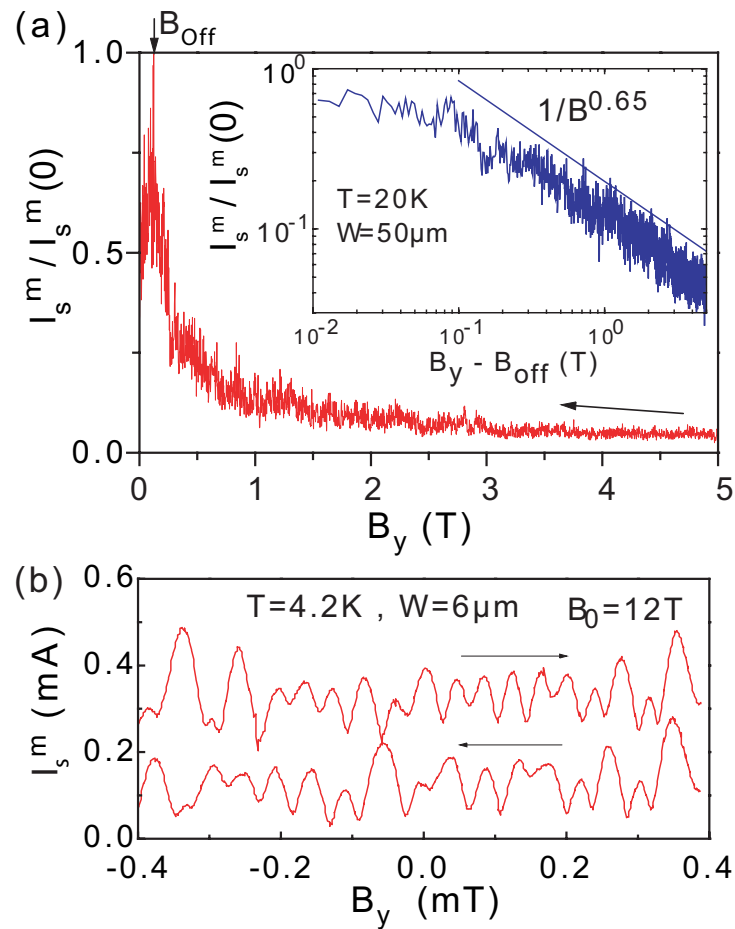 (a)
B_Off
1.0
0.5
0.0
I_s^m / I_s^m(0)
0 1 2 3 4 5
B_y (T)
10^0
10^-1
I_s^m / I_s^m(0)
1/B^0.65
T=20K
W=50μm
10^-2 10^-1 10^0
B_y - B_off (T)
(b)
0.6
0.4
0.2
0.0
I_s^m (mA)
T=4.2K , W=6μm B_0=12T
-0.4 -0.2 0.0 0.2 0.4
B_y (mT)